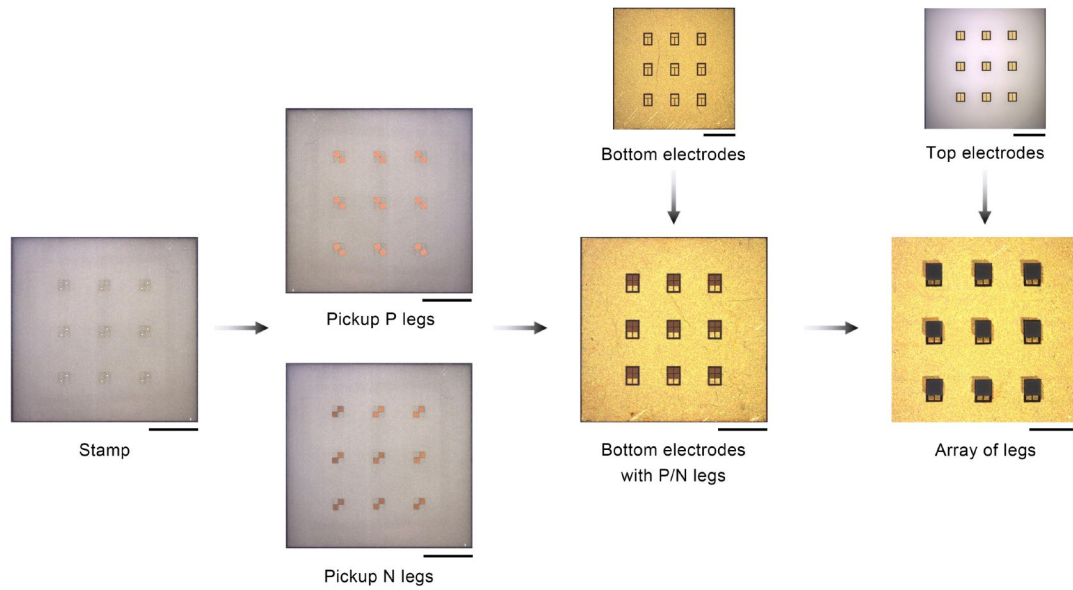 Bottom electrodes
Top electrodes
Pickup P legs
Stamp
Bottom electrodes
with P/N legs
Array of legs
Pickup N legs